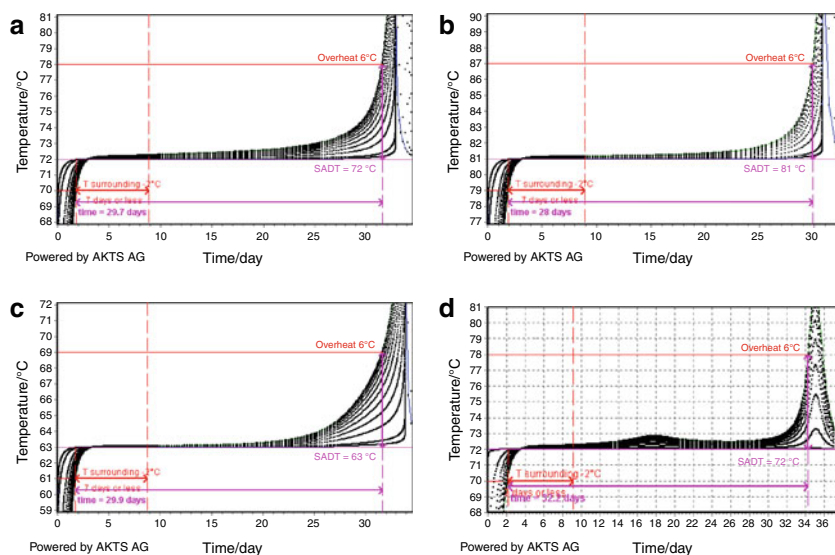 a
81
80
79
78
77
76
75
74
73
72
71
70
69
68
Temperature/°C
Overheat 6°C
SADT = 72 °C
T surrounding -2°C
7 days or less
time = 29.7 days
0
5
10
15
20
25
30
Powered by AKTS AG
Time/day
b
90
89
88
87
86
85
84
83
82
81
80
79
78
77
Temperature/°C
Overheat 6°C
SADT = 81 °C
T surrounding -2°C
7 days or less
time = 28 days
0
5
10
15
20
25
30
Powered by AKTS AG
Time/day
c
72
71
70
69
68
67
66
65
64
63
62
61
60
59
Temperature/°C
Overheat 6°C
SADT = 63 °C
T surrounding -2°C
7 days or less
time = 29.9 days
0
5
10
15
20
25
30
Powered by AKTS AG
Time/day
d
81
80
79
78
77
76
75
74
73
72
71
70
69
68
Temperature/°C
Overheat 6°C
SADT = 72°C
T surrounding -2°C
days or less
time = 32.2 days
0 2 4 6 8 10 12 14 16 18 20 22 24 26 28 30 32 34 36
Powered by AKTS AG
Time/day